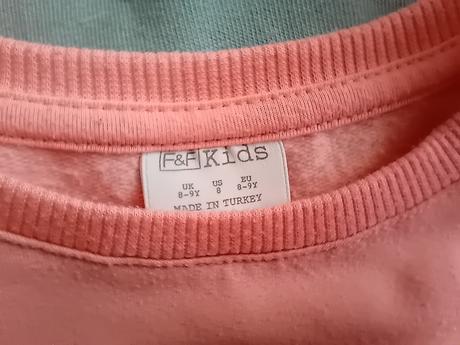 F&F Kids
UK US EU
8-9Y 8 8-9Y
MADE IN TURKEY